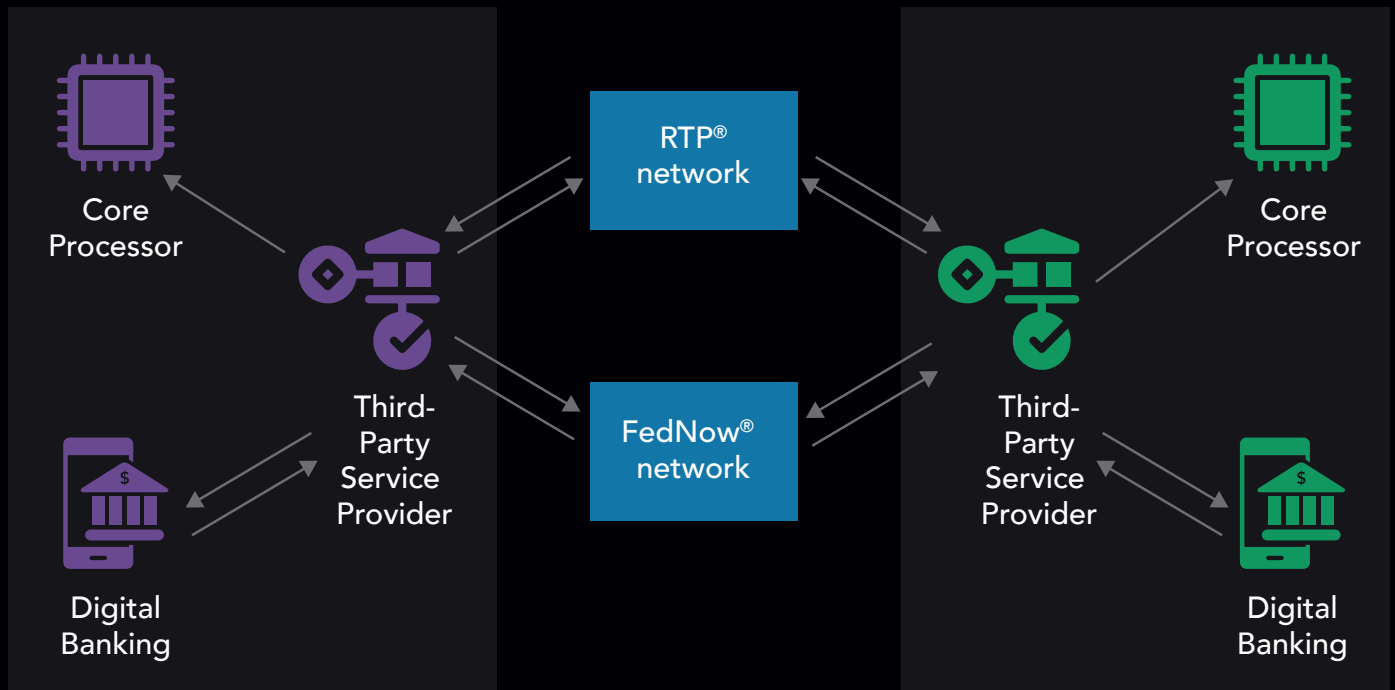 Core
Processor
Third-
Party
Service
Provider
$
Digital
Banking
RTP®
network
FedNow®
network
Third-
Party
Service
Provider
Core
Processor
$
Digital
Banking